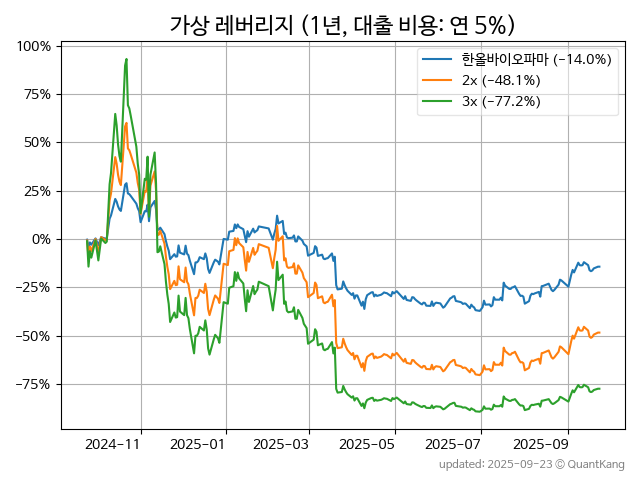 가상 레버리지 (1년, 대출 비용: 연 5%)
100%
75%
50%
25%
0%
−25%
−50%
−75%
한올바이오파마 (−14.0%)
2x (−48.1%)
3x (−77.2%)
2024-11 2025-01 2025-03 2025-05 2025-07 2025-09
updated: 2025-09-23 © QuantKang